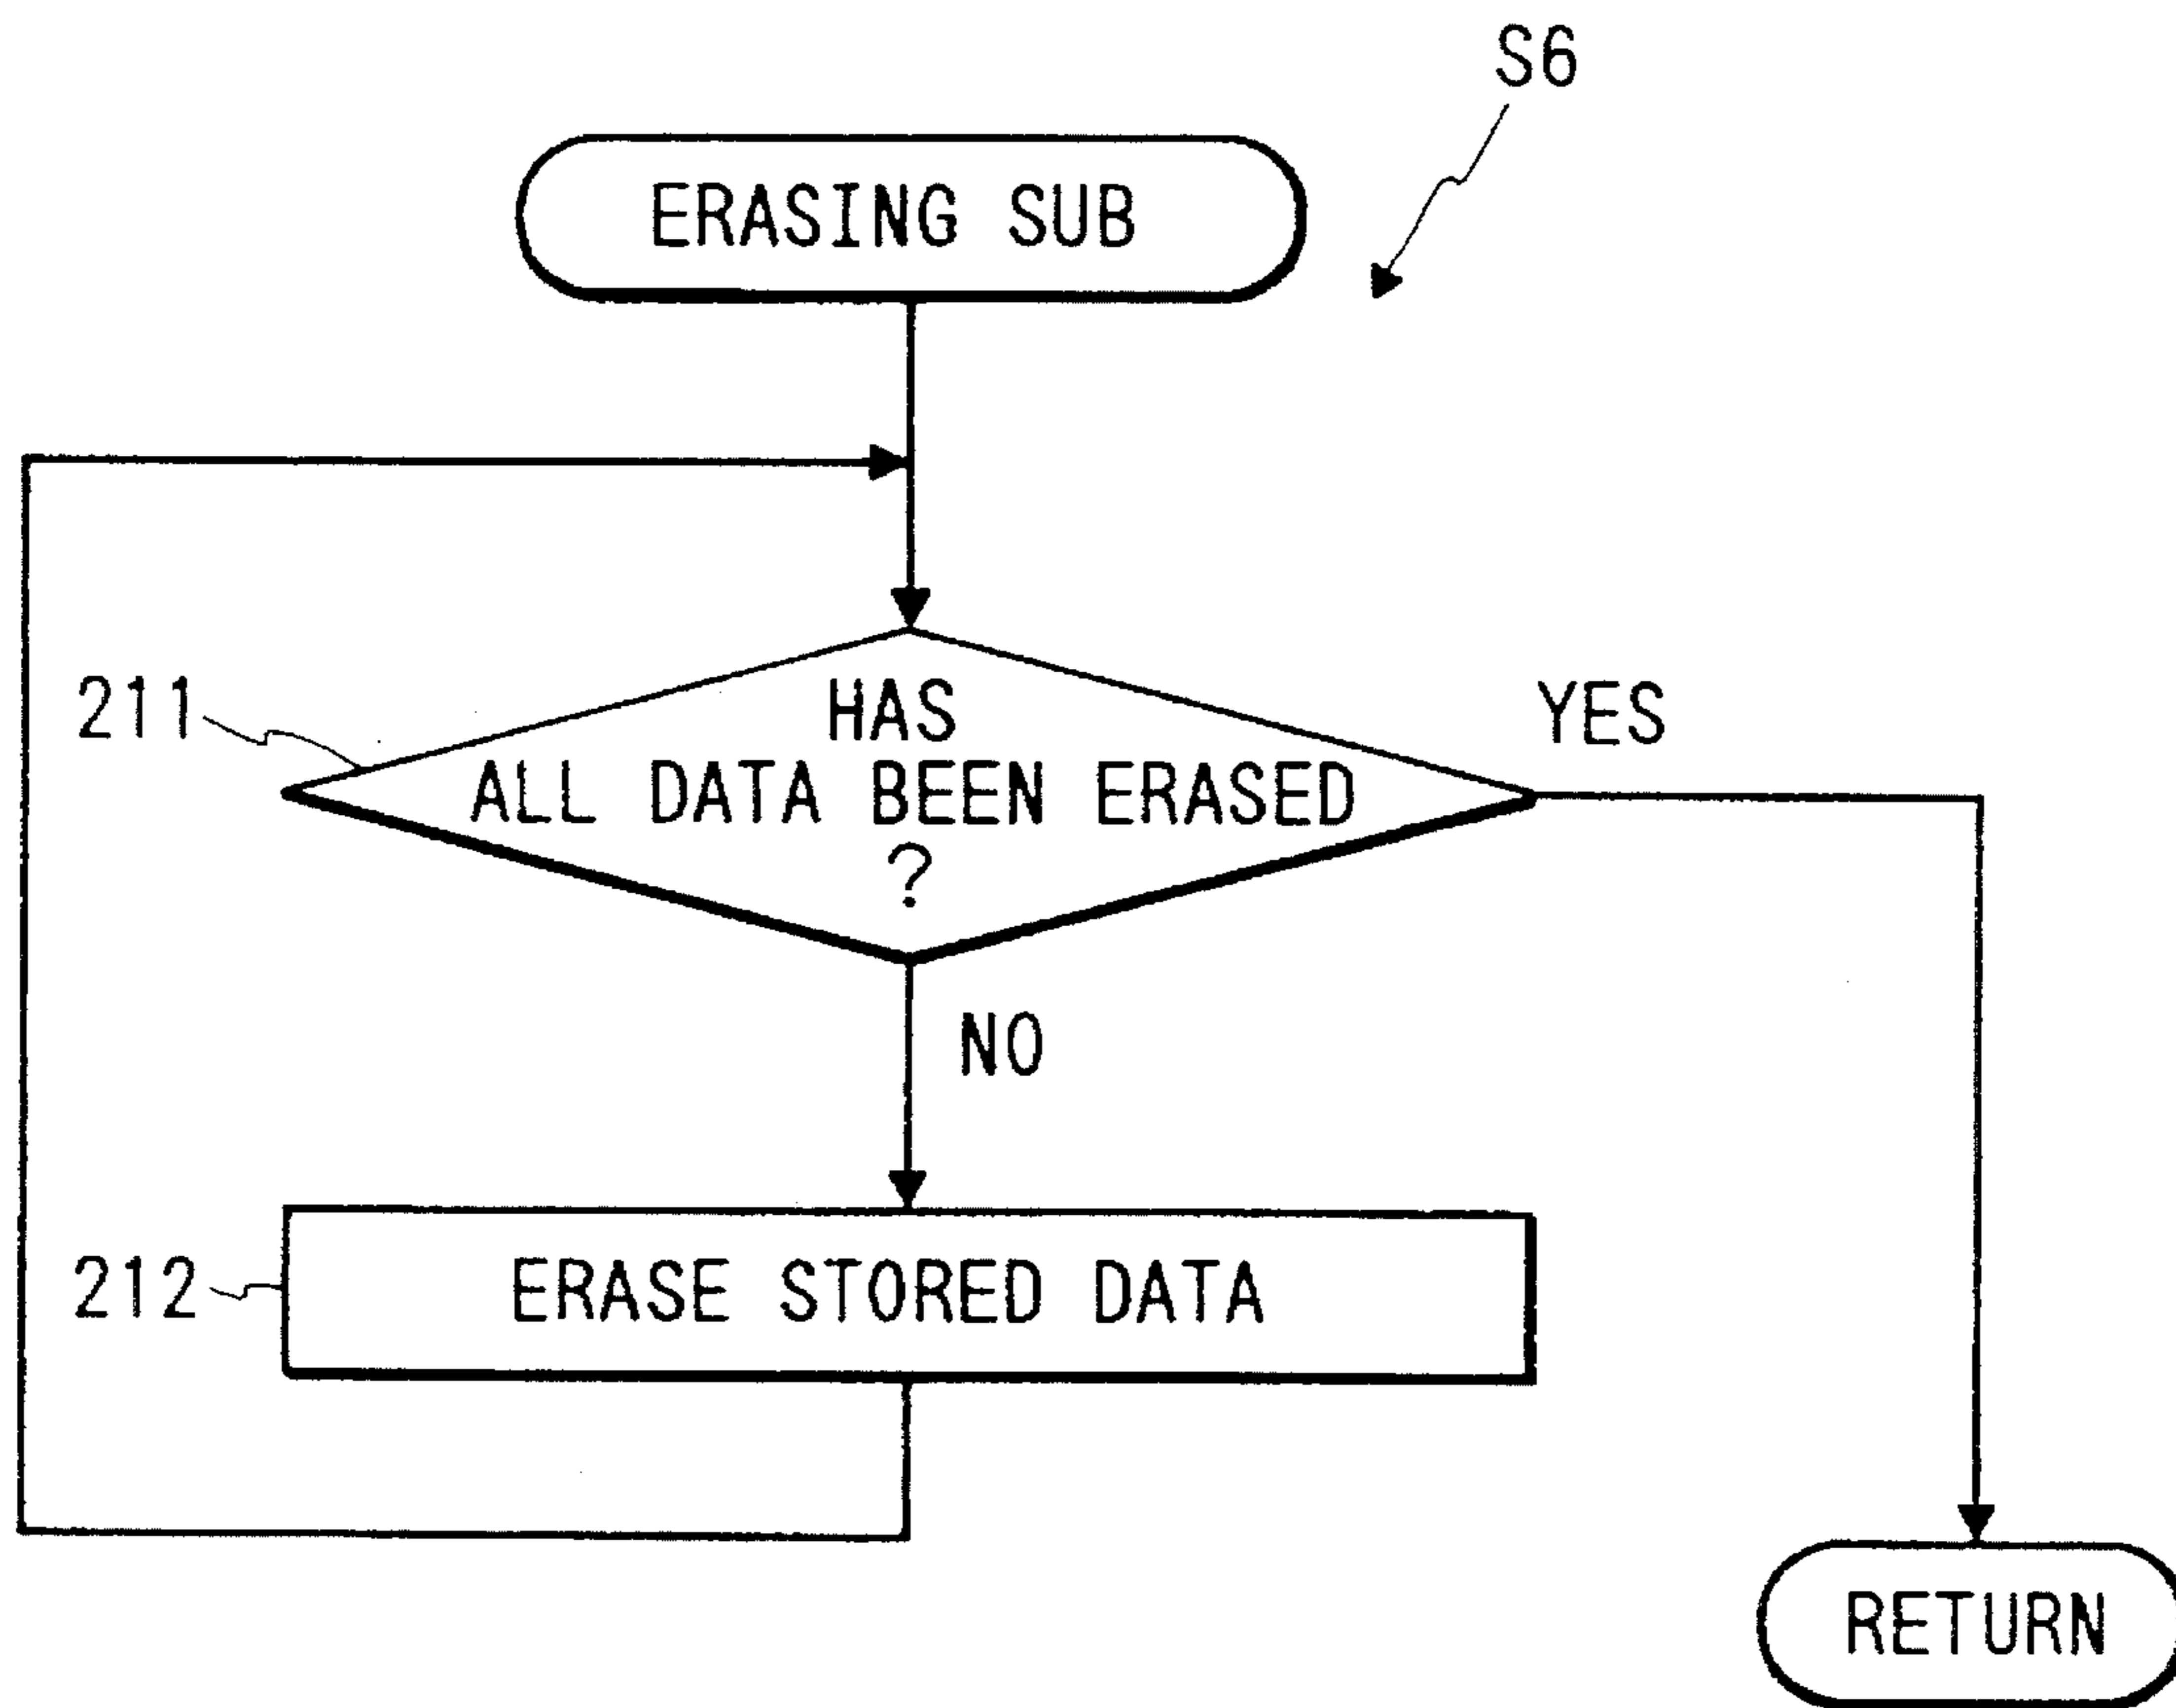 S6
ERASING SUB
211
HAS
ALL DATA BEEN ERASED
?
YES
NO
212
ERASE STORED DATA
RETURN